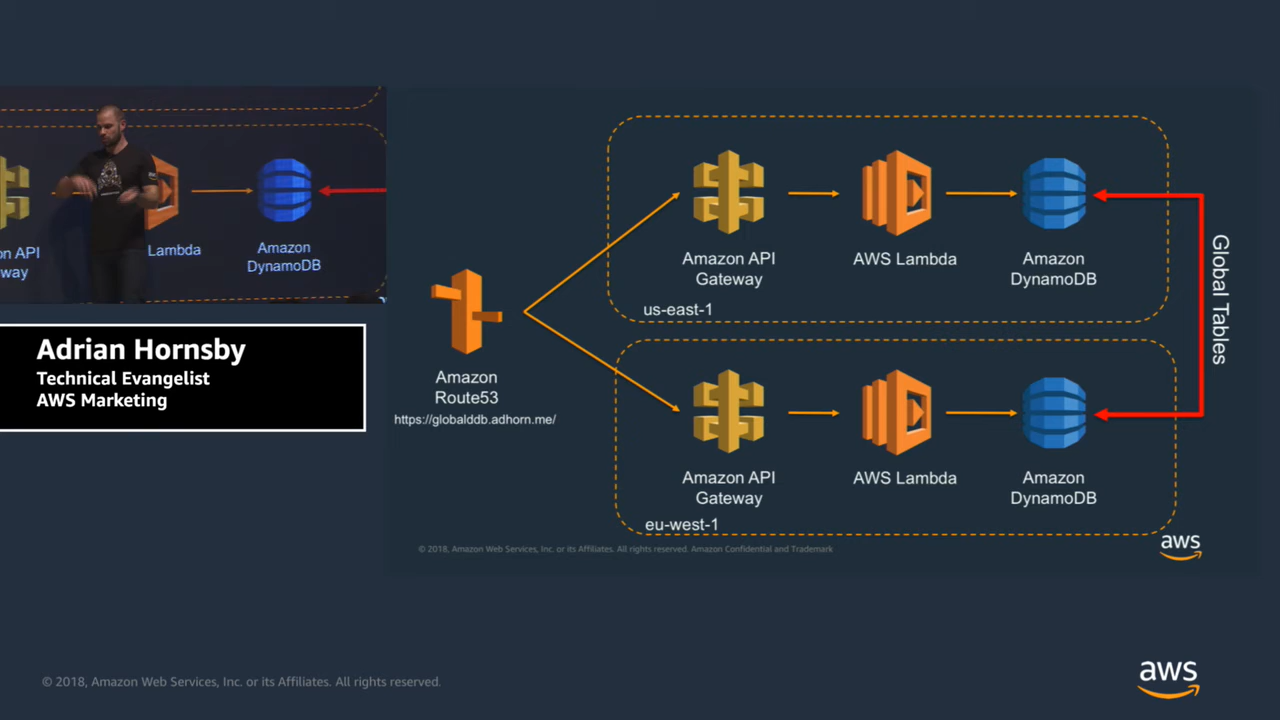 on API
way
Lambda
Amazon
DynamoDB
Adrian Hornsby
Technical Evangelist
AWS Marketing
Amazon
Route53
https://globalddb.adhorn.me/
Amazon API
Gateway
AWS Lambda
Amazon
DynamoDB
us-east-1
Amazon API
Gateway
AWS Lambda
Amazon
DynamoDB
eu-west-1
Global Tables
© 2018, Amazon Web Services, Inc. or its Affiliates. All rights reserved. Amazon Confidential and Trademark
aws
© 2018, Amazon Web Services, Inc. or its Affiliates. All rights reserved.
aws